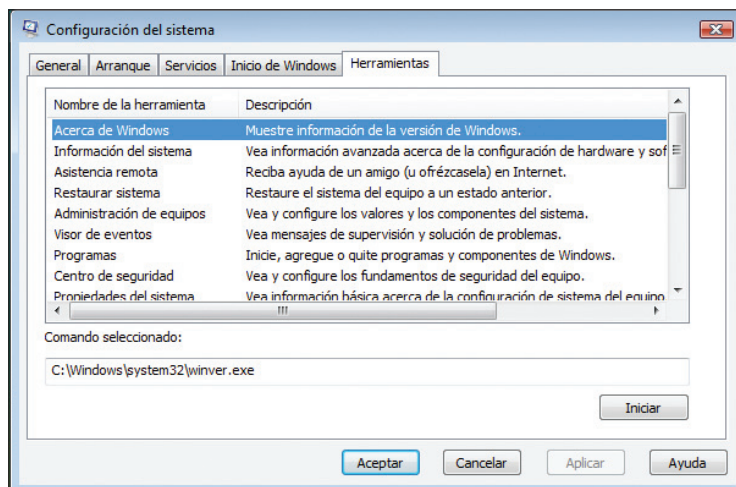 Configuración del sistema
General Arranque Servicios Inicio de Windows Herramientas
Nombre de la herramienta Descripción
Acerca de Windows Muestre información de la versión de Windows.
Información del sistema Vea información avanzada acerca de la configuración de hardware y sof
Asistencia remota Reciba ayuda de un amigo (u ofrézcasela) en Internet.
Restaurar sistema Restaure el sistema del equipo a un estado anterior.
Administración de equipos Vea y configure los valores y los componentes del sistema.
Visor de eventos Vea mensajes de supervisión y solución de problemas.
Programas Inicie, agregue o quite programas y componentes de Windows.
Centro de seguridad Vea y configure los fundamentos de seguridad del equipo.
Propiedades del sistema Vea información básica acerca de la configuración de sistema del equipo
Comando seleccionado:
C:\Windows\system32\winver.exe
Iniciar
Aceptar Cancelar Aplicar Ayuda